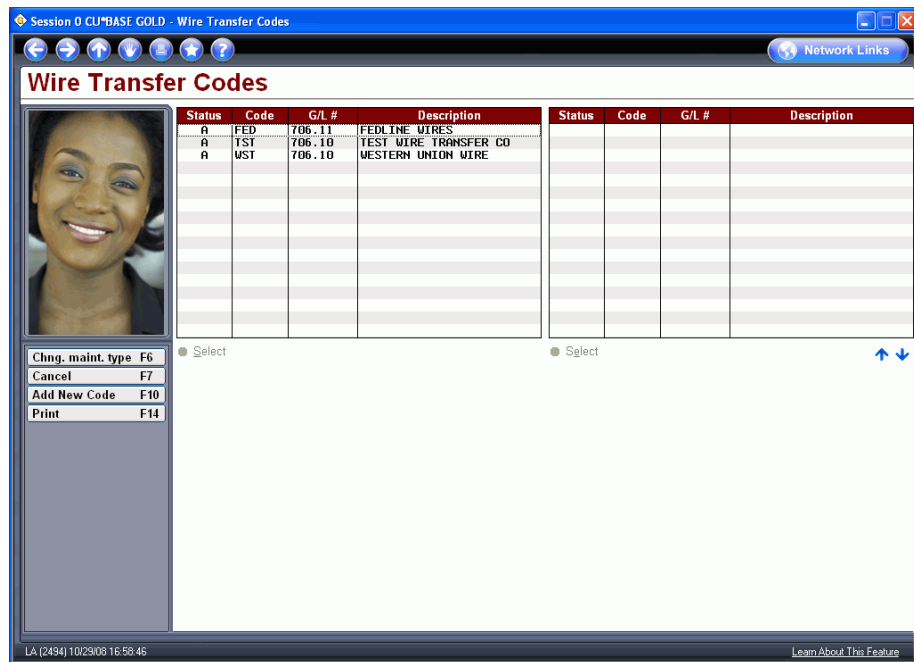 Session 0 CU*BASE GOLD - Wire Transfer Codes
Network Links
Wire Transfer Codes
Status Code G/L # Description Status Code G/L # Description
A FED 706.11 FEDLINE WIRES
A TST 706.10 TEST WIRE TRANSFER CO
A WST 706.10 WESTERN UNION WIRE
Select Select
Chng. maint. type F6
Cancel F7
Add New Code F10
Print F14
LA (2494) 10/29/08 16:58:46 Learn About This Feature